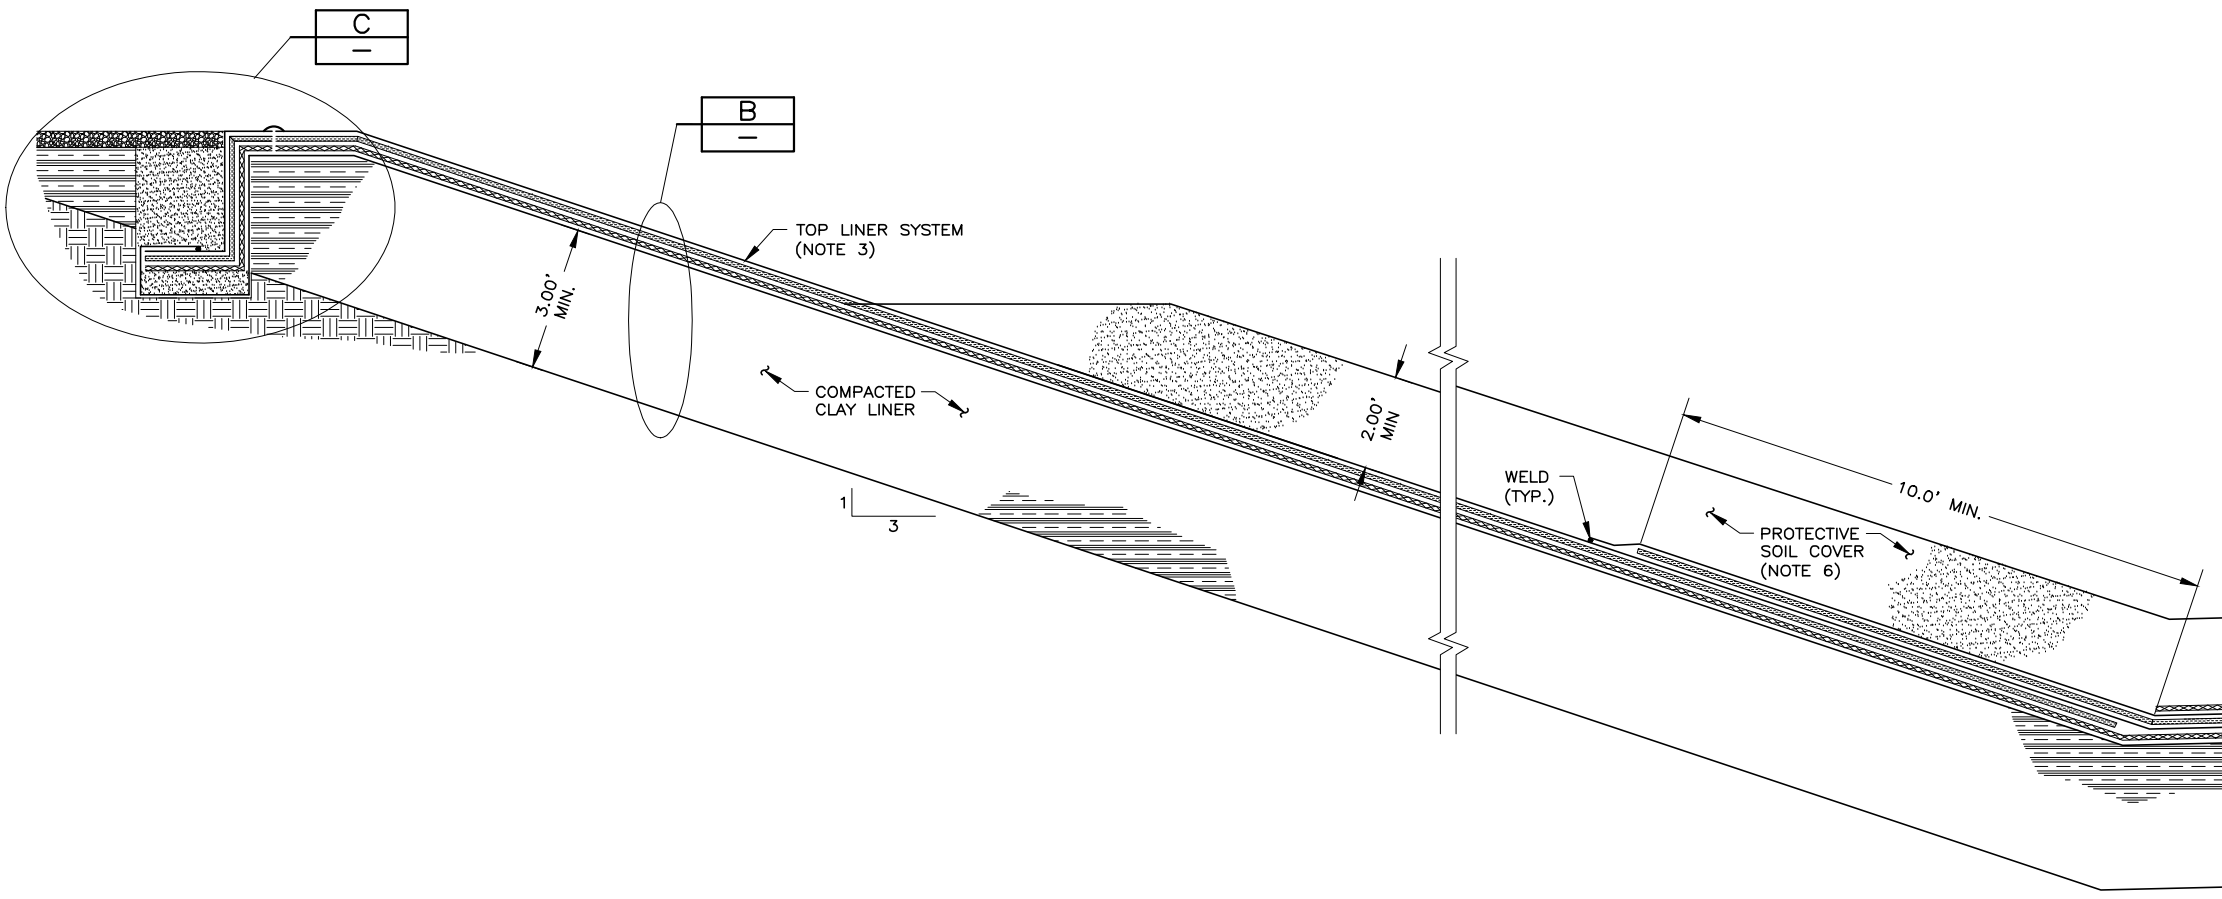 C
—
B
—
TOP LINER SYSTEM
(NOTE 3)
3.00'
MIN.
COMPACTED
CLAY LINER
1
3
2.00'
MIN
WELD
(TYP.)
10.0' MIN.
PROTECTIVE
SOIL COVER
(NOTE 6)